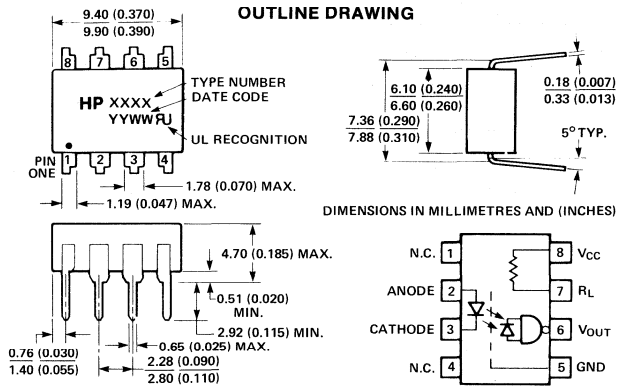 OUTLINE DRAWING
9.40 (0.370)
9.90 (0.390)
8 7 6 5
TYPE NUMBER
DATE CODE
HP XXXX
YYWW RU
UL RECOGNITION
PIN
ONE
1 2 3 4
1.78 (0.070) MAX.
1.19 (0.047) MAX.
6.10 (0.240)
6.60 (0.260)
7.36 (0.290)
7.88 (0.310)
0.18 (0.007)
0.33 (0.013)
5° TYP.
DIMENSIONS IN MILLIMETRES AND (INCHES)
4.70 (0.185) MAX.
0.51 (0.020)
MIN.
2.92 (0.115) MIN.
0.65 (0.025) MAX.
0.76 (0.030)
1.40 (0.055)
2.28 (0.090)
2.80 (0.110)
N.C. 1 8 VCC
ANODE 2 7 RL
CATHODE 3 6 VOUT
N.C. 4 5 GND